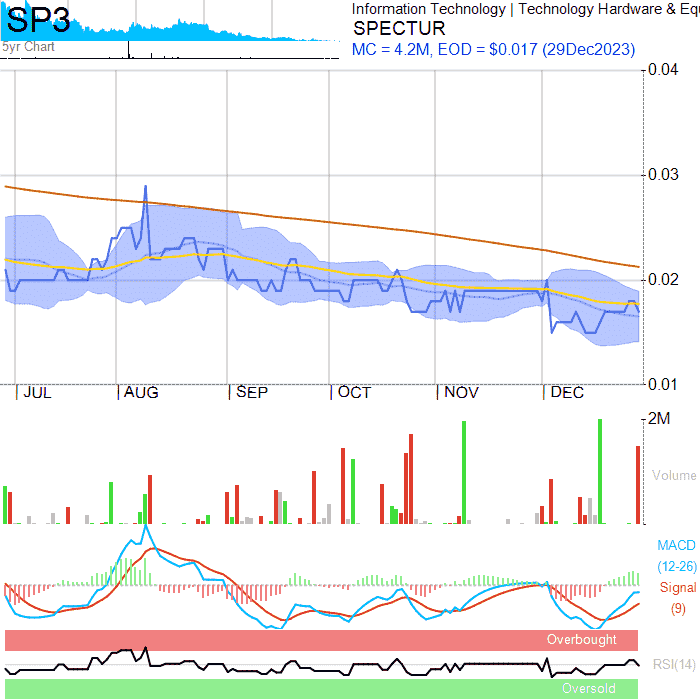 SP3
5yr Chart
Information Technology | Technology Hardware & Equ
SPECTUR
MC = 4.2M, EOD = $0.017 (29Dec2023)
0.04
0.03
0.02
0.01
JUL AUG SEP OCT NOV DEC
2M
Volume
MACD
(12-26)
Signal
(9)
Overbought
RSI(14)
Oversold